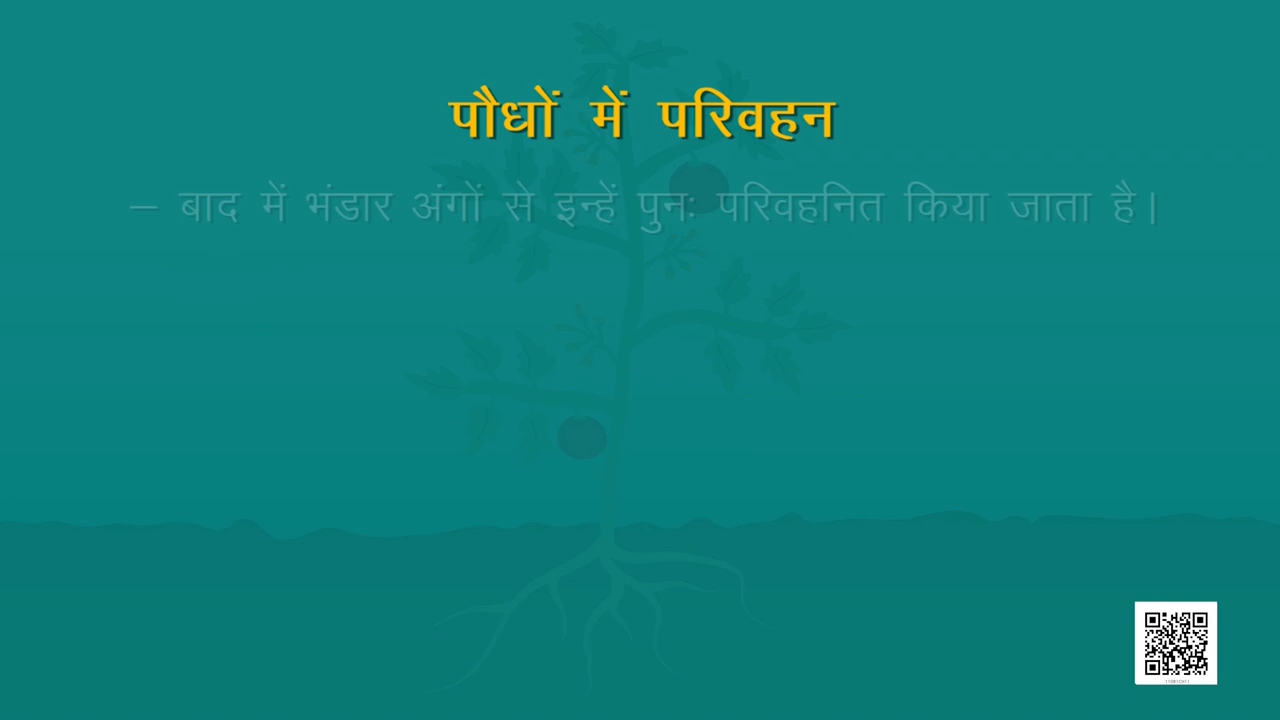 पौधों में परिवहन
– बाद में भंडार अंगों से इन्हें पुनः परिवहनित किया जाता है।